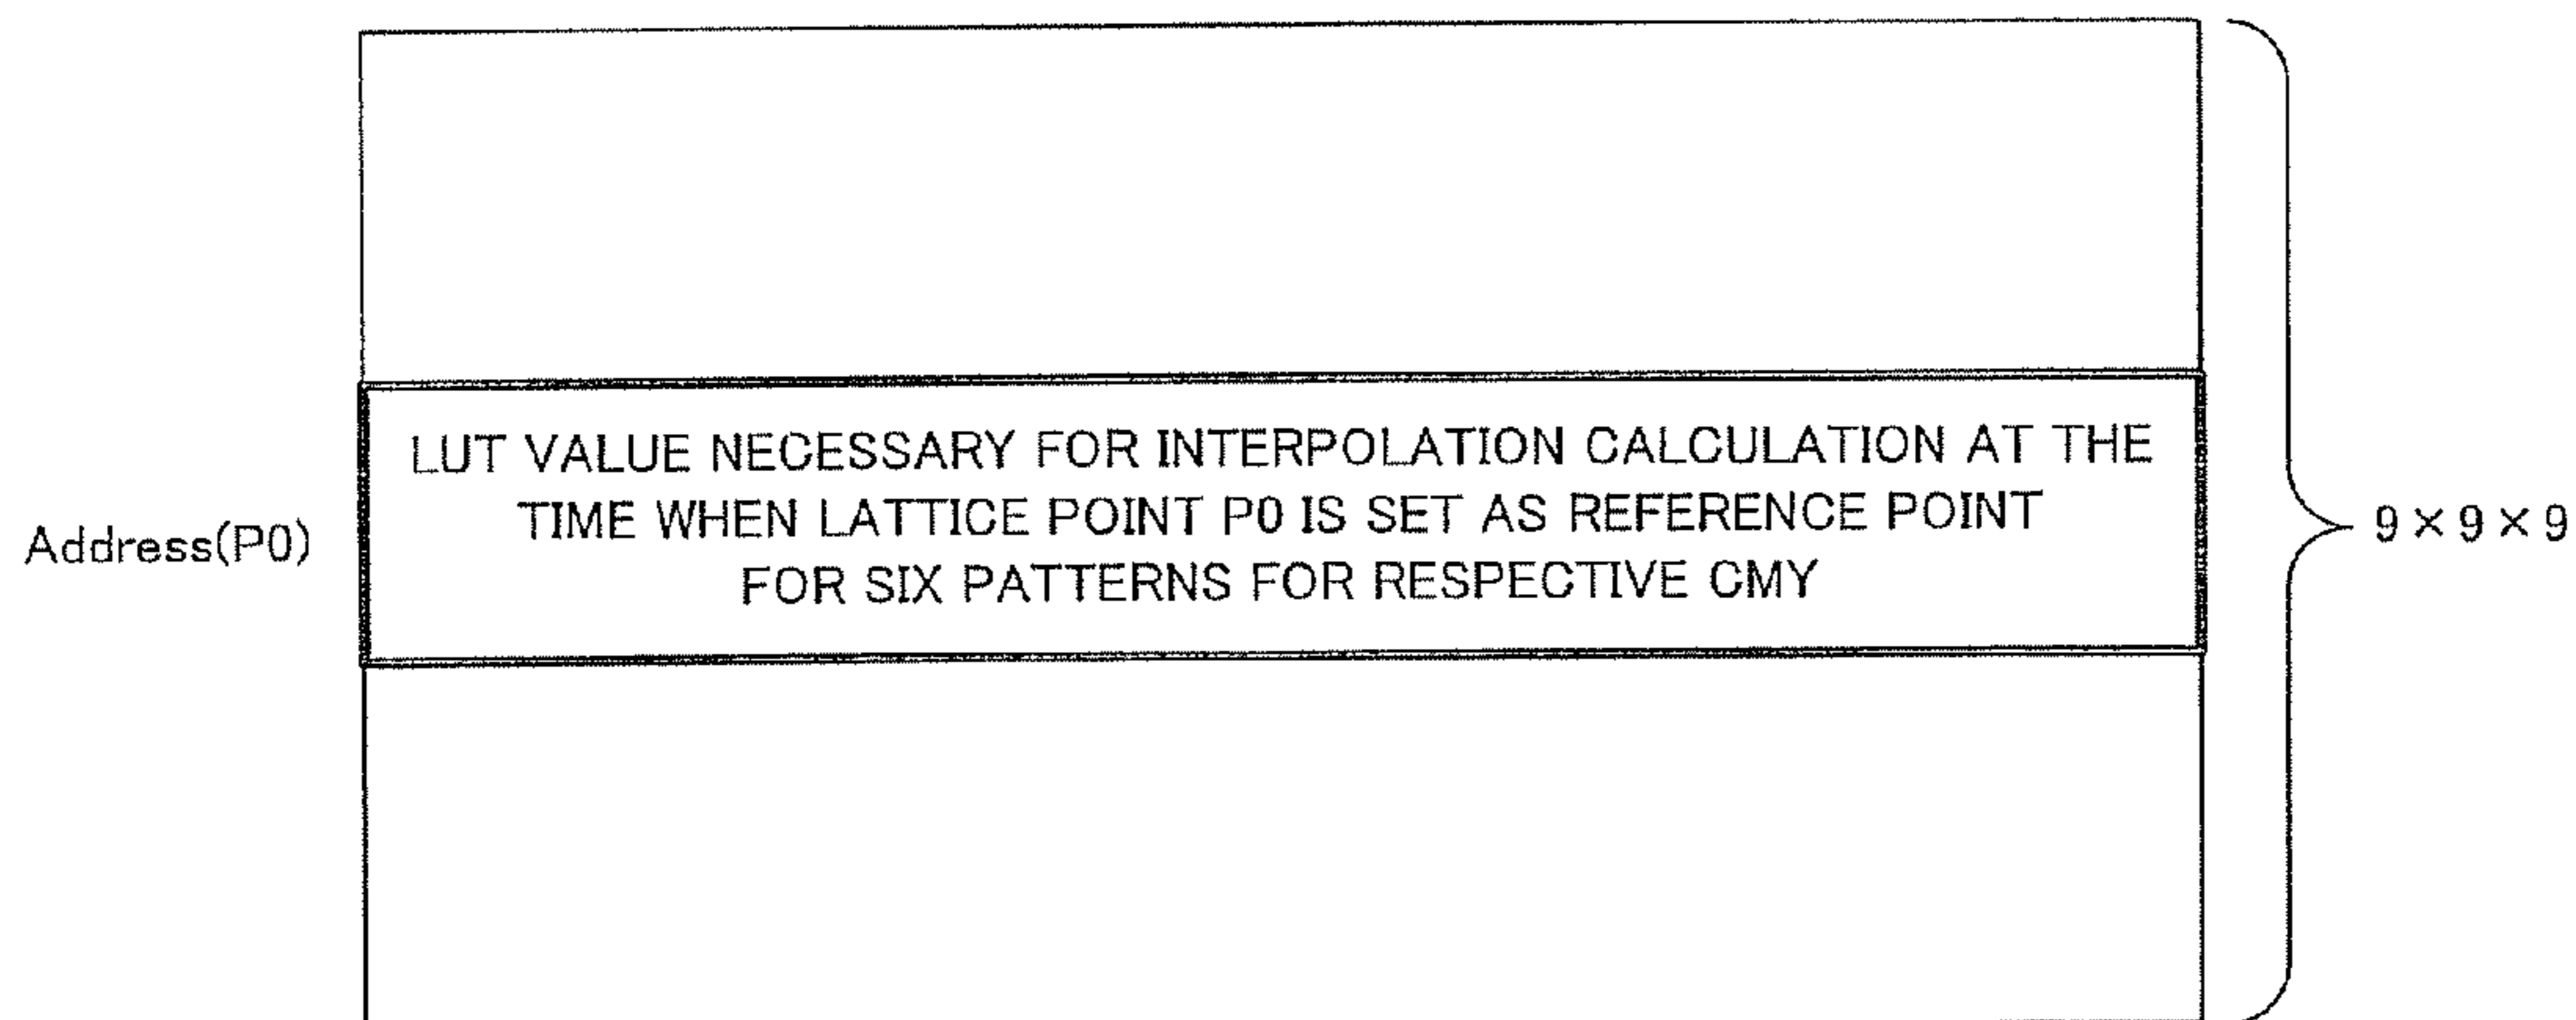 LUT VALUE NECESSARY FOR INTERPOLATION CALCULATION AT THE
TIME WHEN LATTICE POINT P0 IS SET AS REFERENCE POINT
FOR SIX PATTERNS FOR RESPECTIVE CMY
Address(P0)
9×9×9